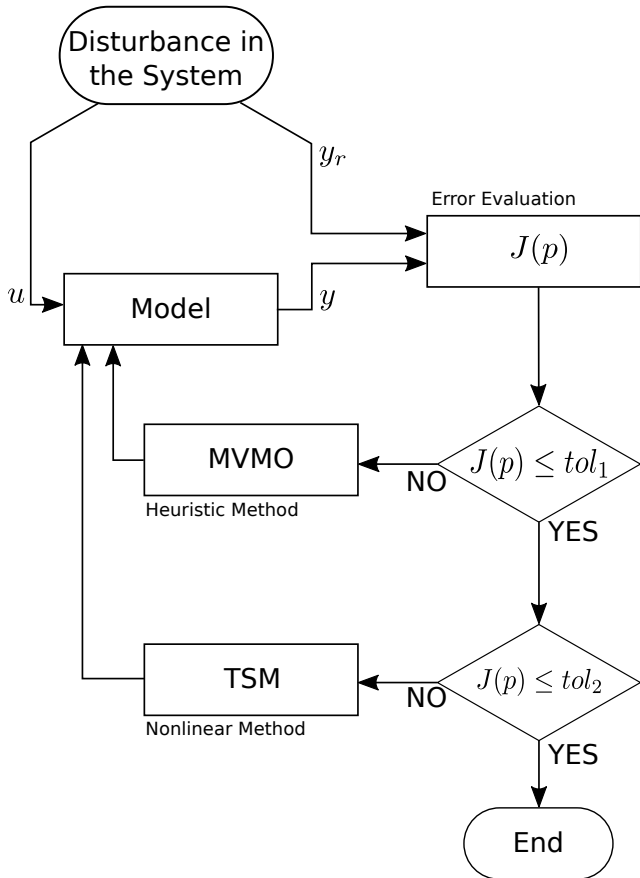 Disturbance in
the System
y_r
Error Evaluation
J(p)
u
Model
y
MVMO
Heuristic Method
NO
J(p) ≤ tol_1
YES
TSM
Nonlinear Method
NO
J(p) ≤ tol_2
YES
End